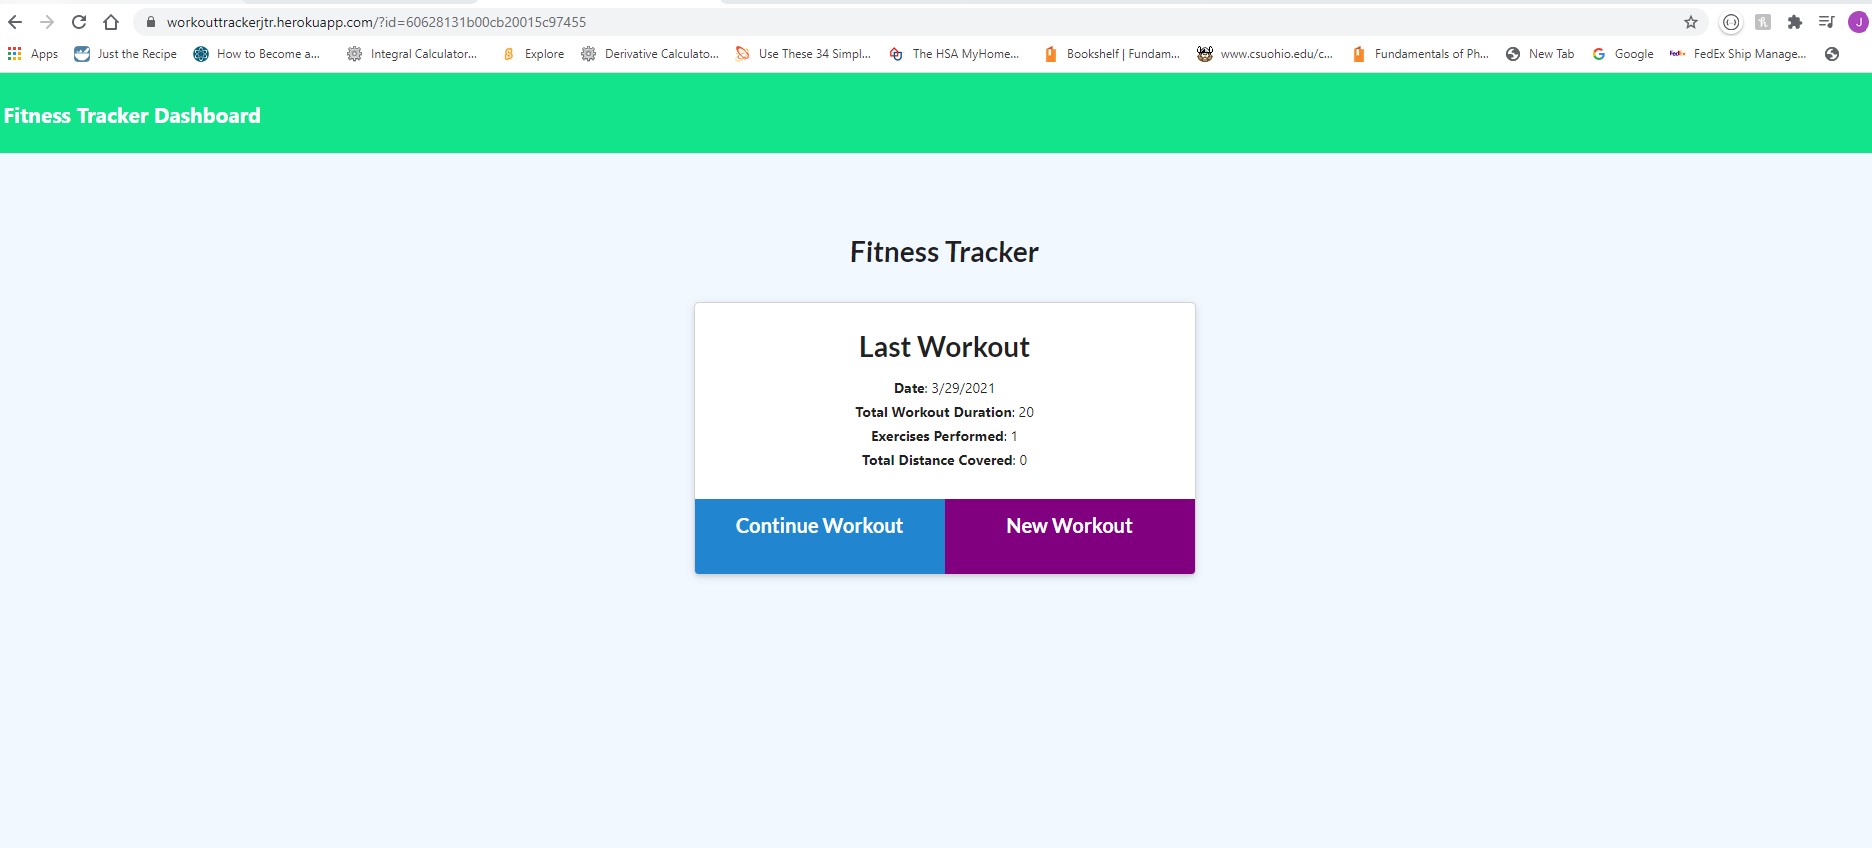 workouttrackerjtr.herokuapp.com/?id=60628131b00cb20015c97455
J
Apps Just the Recipe How to Become a... Integral Calculator... Explore Derivative Calculato... Use These 34 Simpl... The HSA MyHome... Bookshelf | Fundam... www.csuohio.edu/c... Fundamentals of Ph... New Tab Google FedEx FedEx Ship Manage...
Fitness Tracker Dashboard
Fitness Tracker
Last Workout
Date: 3/29/2021
Total Workout Duration: 20
Exercises Performed: 1
Total Distance Covered: 0
Continue Workout New Workout